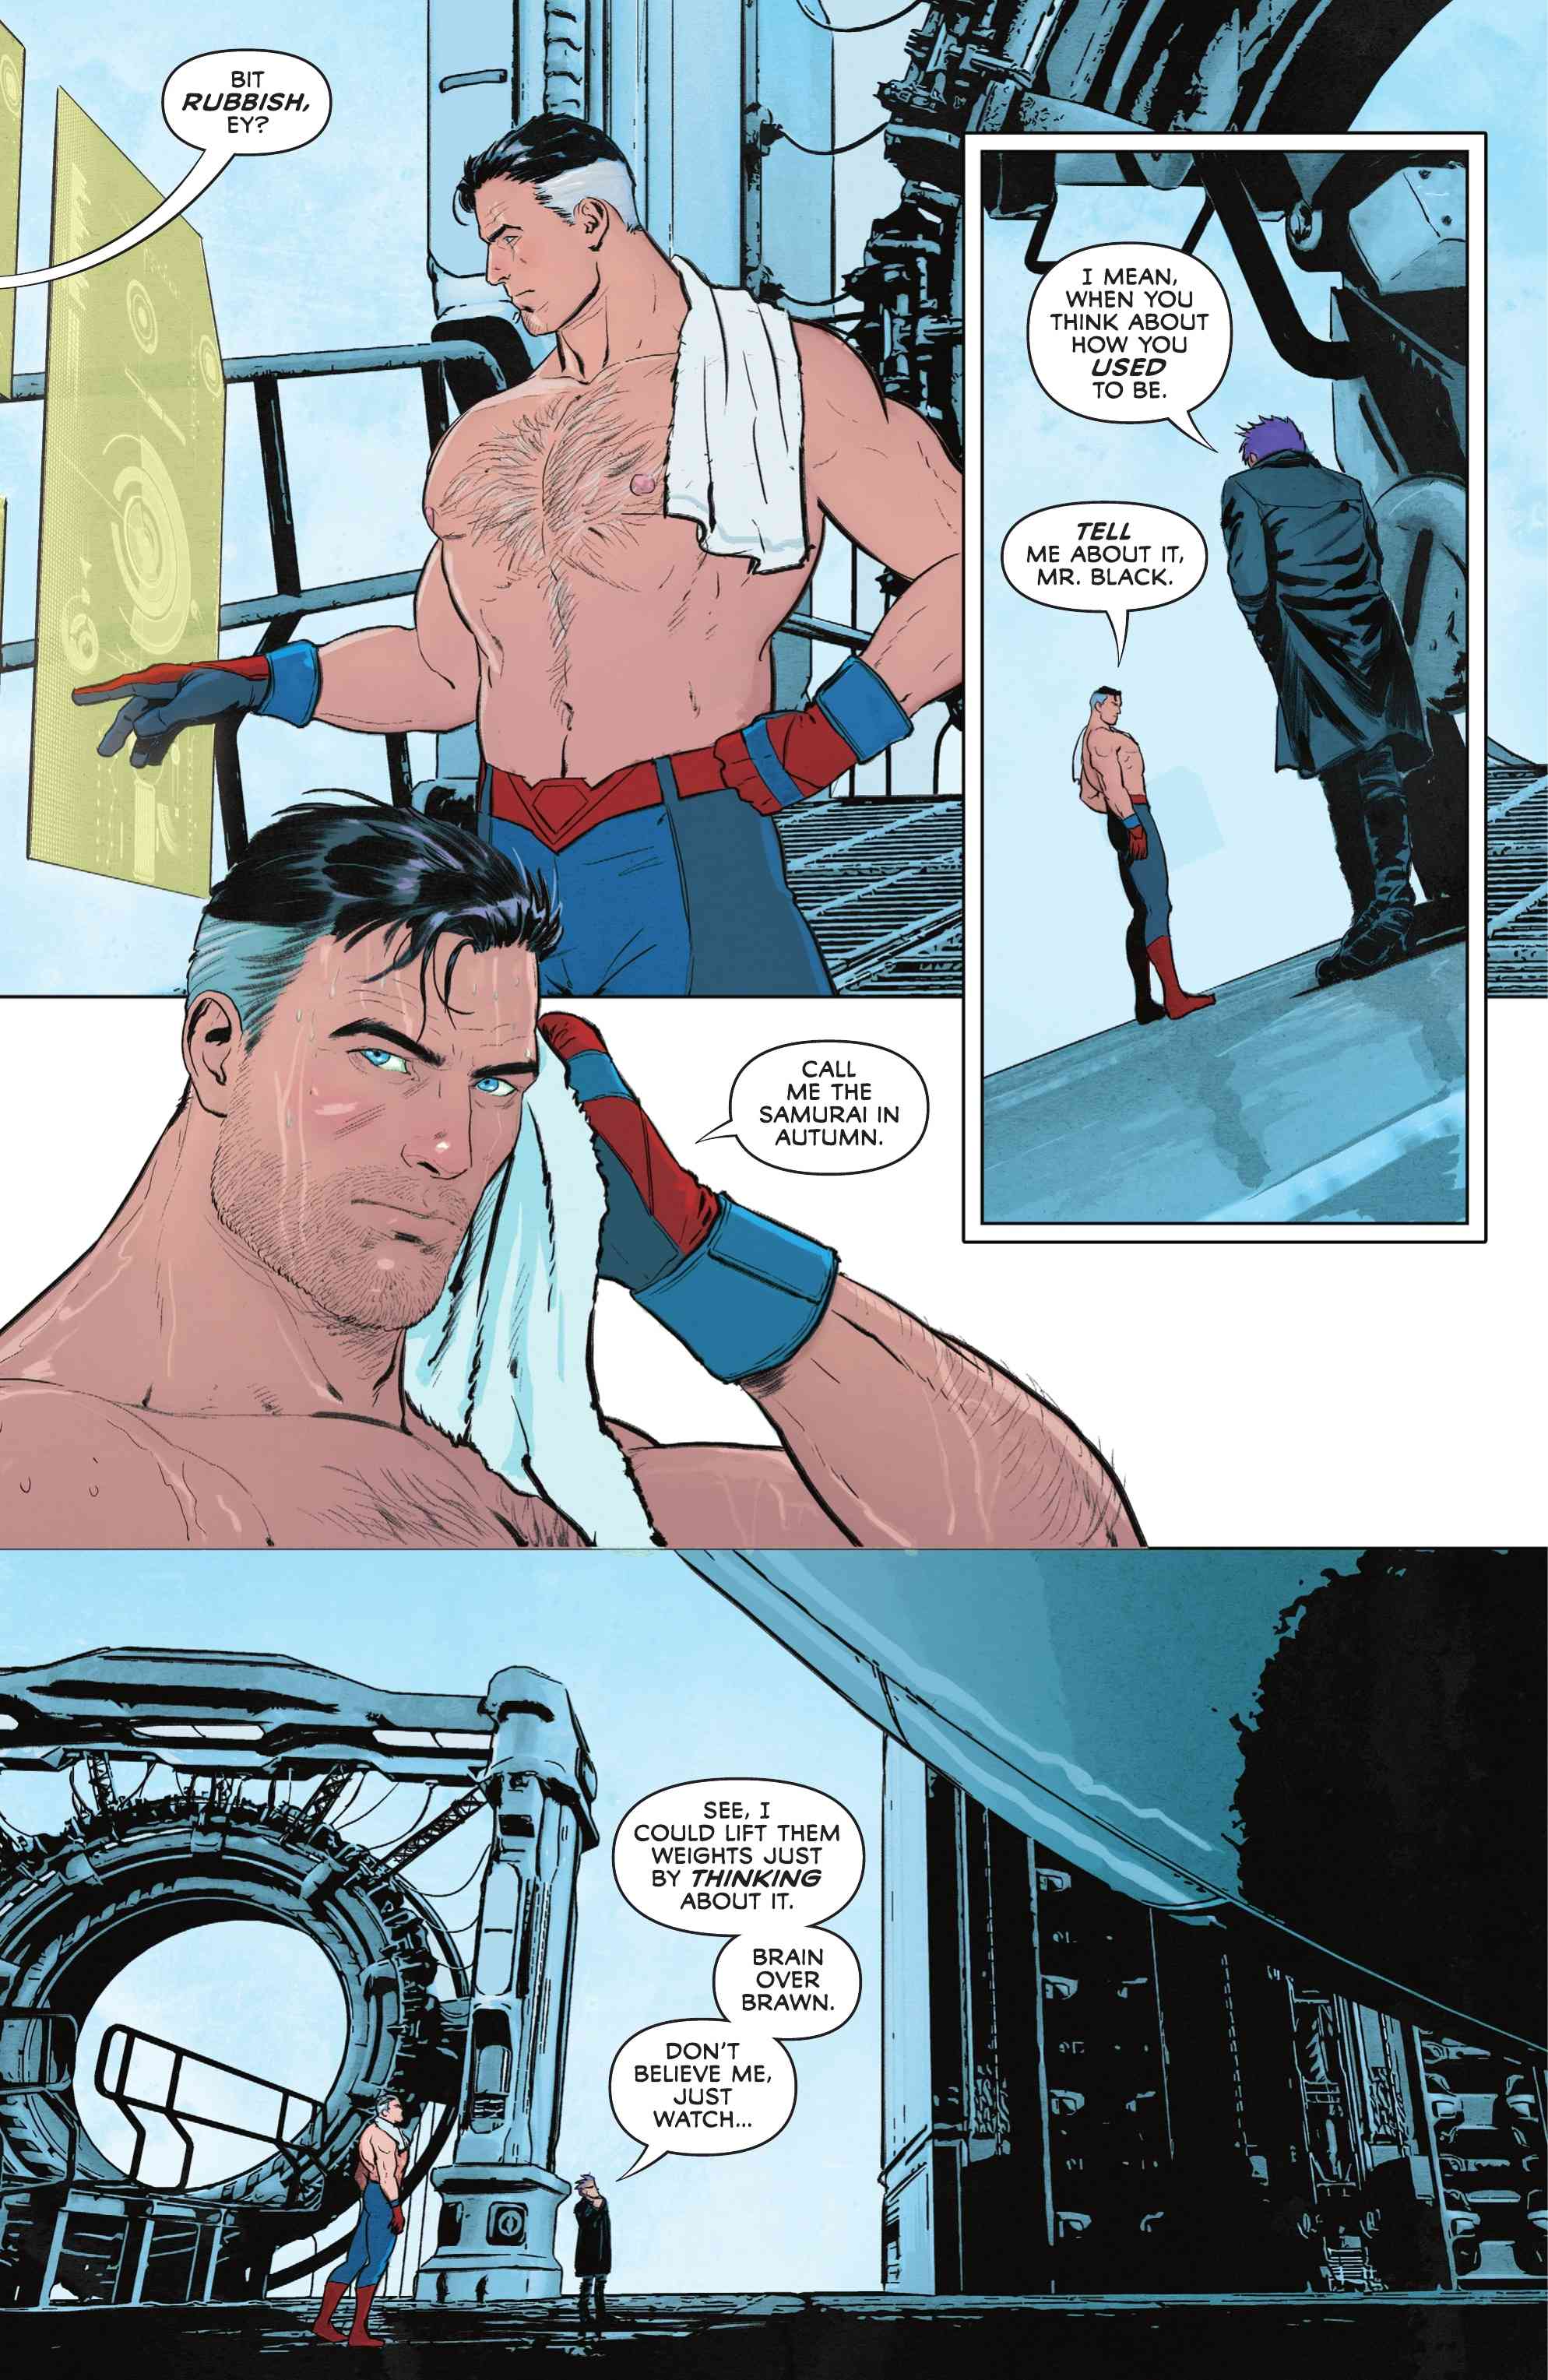 BIT
RUBBISH,
EY?
I MEAN,
WHEN YOU
THINK ABOUT
HOW YOU
USED
TO BE.
TELL
ME ABOUT IT,
MR. BLACK.
CALL
ME THE
SAMURAI IN
AUTUMN.
SEE, I
COULD LIFT THEM
WEIGHTS JUST
BY THINKING
ABOUT IT.
BRAIN
OVER
BRAWN.
DON'T
BELIEVE ME,
JUST
WATCH...